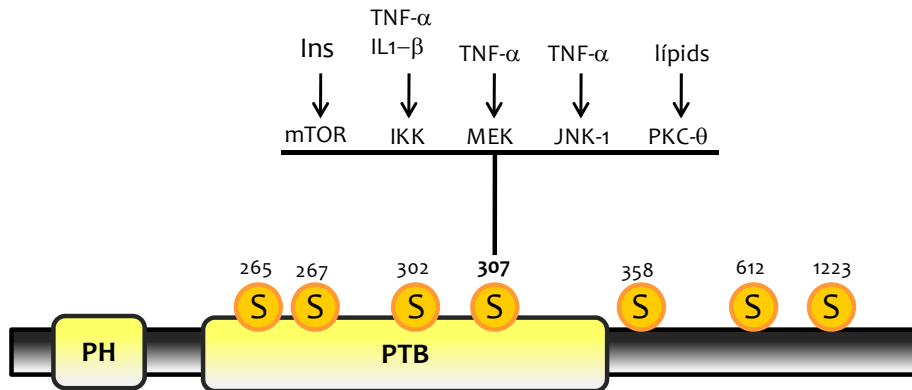 TNF-α
Ins IL1–β TNF-α TNF-α lípids
mTOR IKK MEK JNK-1 PKC-θ
265 267 302 307 358 612 1223
S S S S S S S
PH PTB